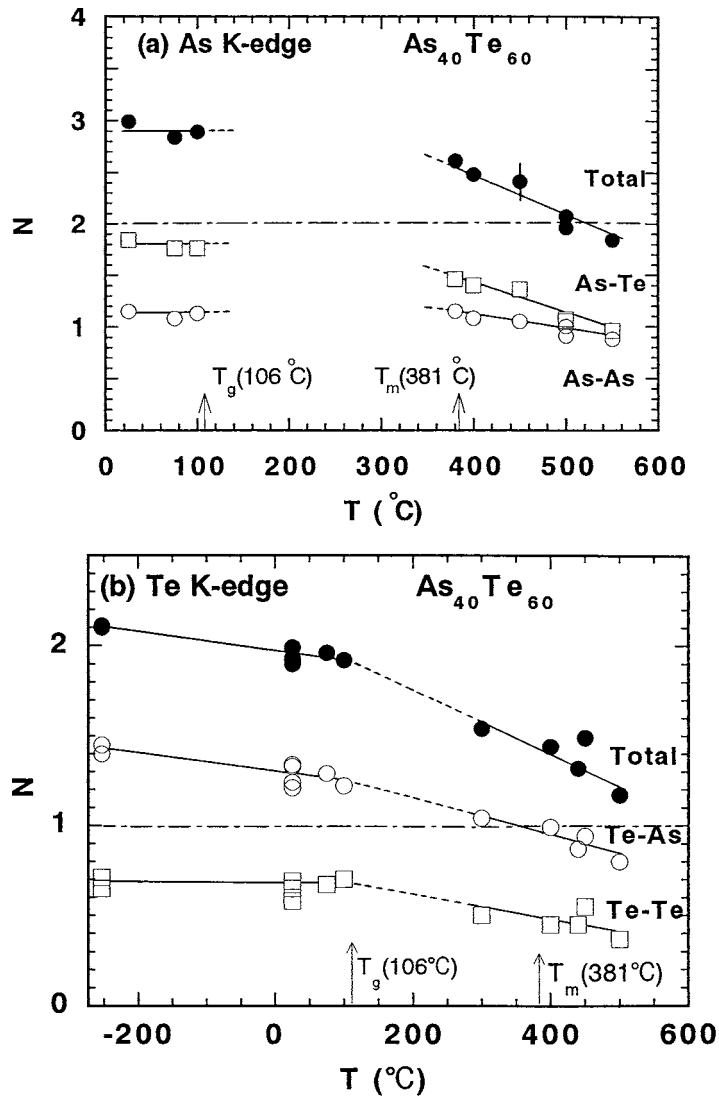 4
(a) As K-edge As40Te60
3
Total
N
2
As-Te
1
As-As
Tg(106 °C)
Tm(381 °C)
0
0 100 200 300 400 500 600
T (°C)
(b) Te K-edge As40Te60
2
Total
N
1
Te-As
Te-Te
Tg(106°C)
Tm(381°C)
0
-200 0 200 400 600
T (°C)